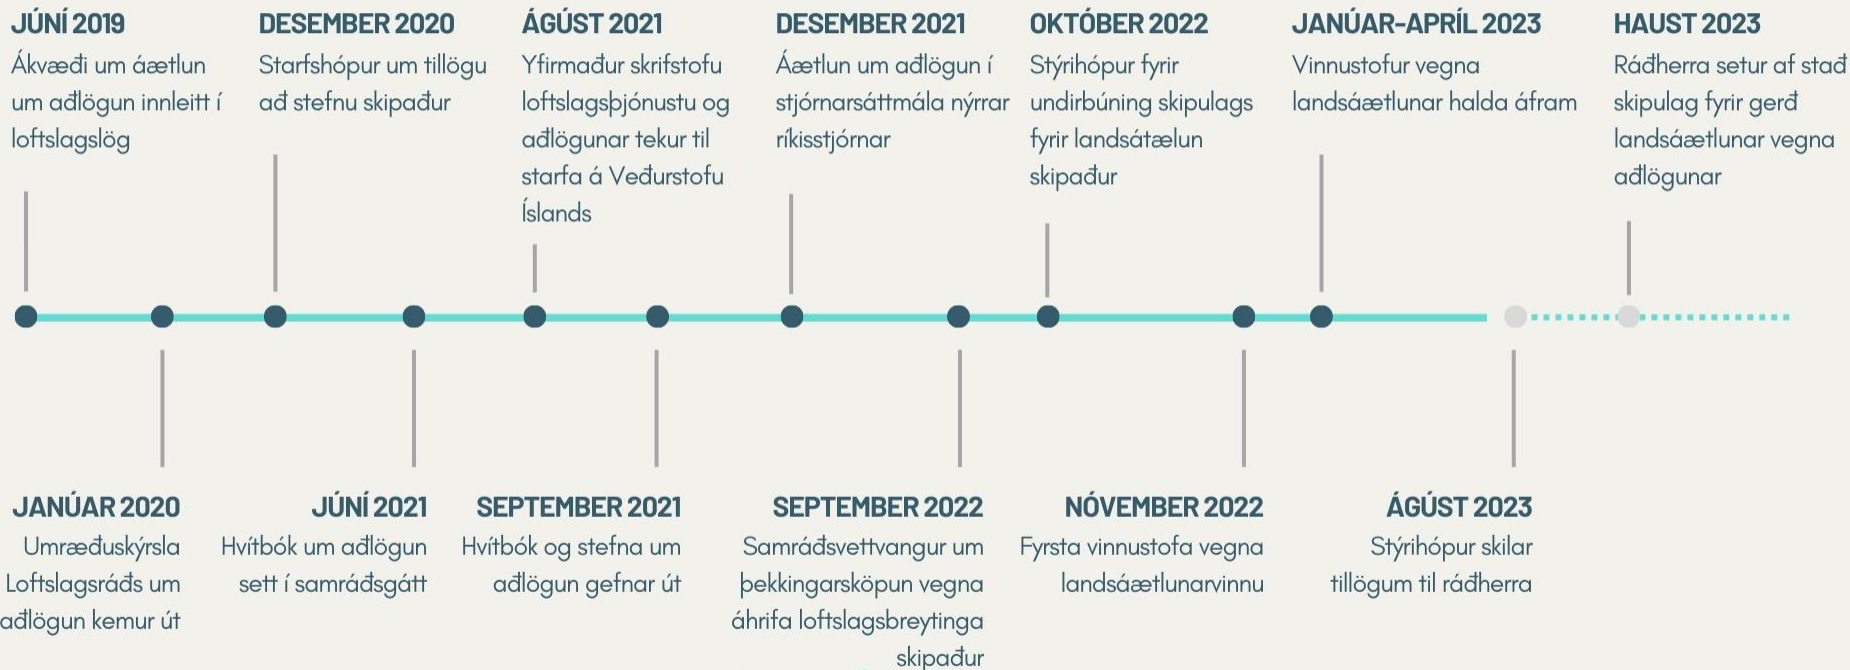 JÚNÍ 2019
Ákvæði um áætlun
um aðlögun innleitt í
loftslagslög
DESEMBER 2020
Starfshópur um tillögu
að stefnu skipaður
ÁGÚST 2021
Yfirmaður skrifstofu
loftslagsþjónustu og
aðlögunar tekur til
starfa á Veðurstofu
Íslands
DESEMBER 2021
Áætlun um aðlögun í
stjórnarsáttmála nýrrar
ríkisstjórnar
OKTÓBER 2022
Stýrihópur fyrir
undirbúning skipulags
fyrir landsátælun
skipaður
JANÚAR-APRÍL 2023
Vinnustofur vegna
landsáætlunar halda áfram
HAUST 2023
Ráðherra setur af stað
skipulag fyrir gerð
landsáætlunar vegna
aðlögunar
JANÚAR 2020
Umræðuskýrsla
Loftslagsráðs um
aðlögun kemur út
JÚNÍ 2021
Hvítbók um aðlögun
sett í samráðsgátt
SEPTEMBER 2021
Hvítbók og stefna um
aðlögun gefnar út
SEPTEMBER 2022
Samráðsvettvangur um
þekkingarsköpun vegna
áhrifa loftslagsbreytinga
skipaður
NÓVEMBER 2022
Fyrsta vinnustofa vegna
landsáætlunarvinnu
ÁGÚST 2023
Stýrihópur skilar
tillögum til ráðherra